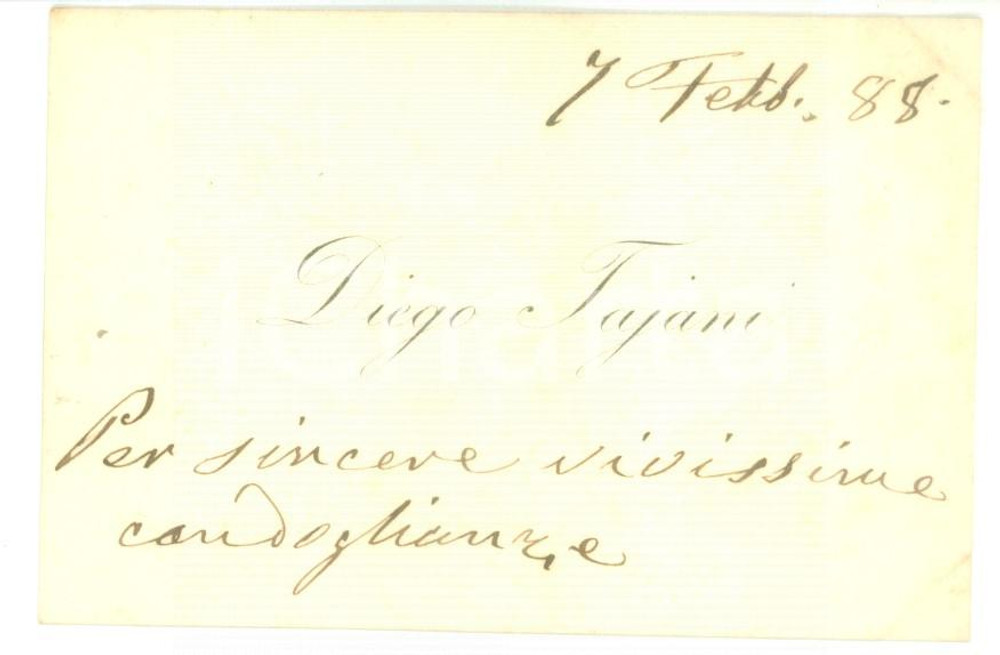 7 Febb. 88.
Diego Tajani
Per sincere vivissime
condoglianze